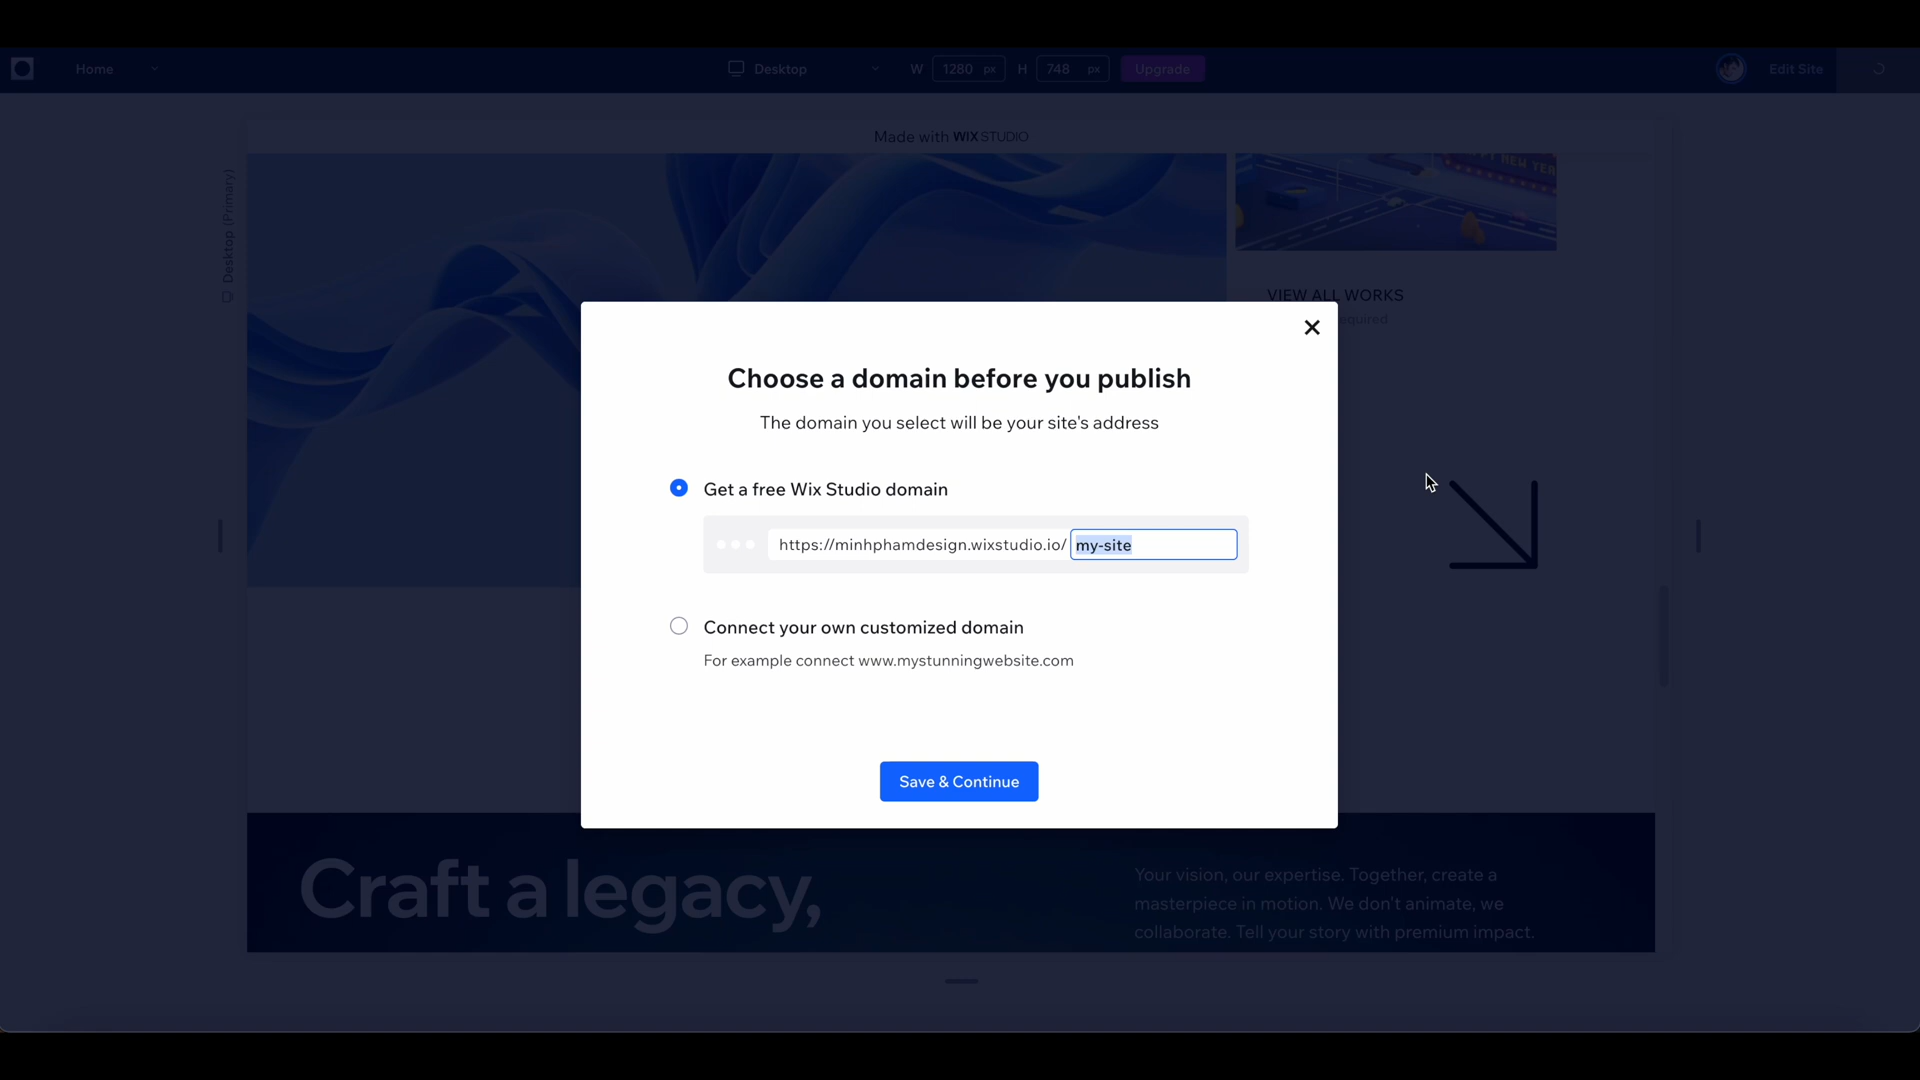 Home
Desktop
W 1280 px H 748 px
Upgrade
Edit Site
Made with WIX STUDIO
Desktop (Primary)
VIEW ALL WORKS
equired
Choose a domain before you publish
The domain you select will be your site's address
Get a free Wix Studio domain
https://minhphamdesign.wixstudio.io/ my-site
Connect your own customized domain
For example connect www.mystunningwebsite.com
Save & Continue
Craft a legacy,
Your vision, our expertise. Together, create a
masterpiece in motion. We don't animate, we
collaborate. Tell your story with premium impact.